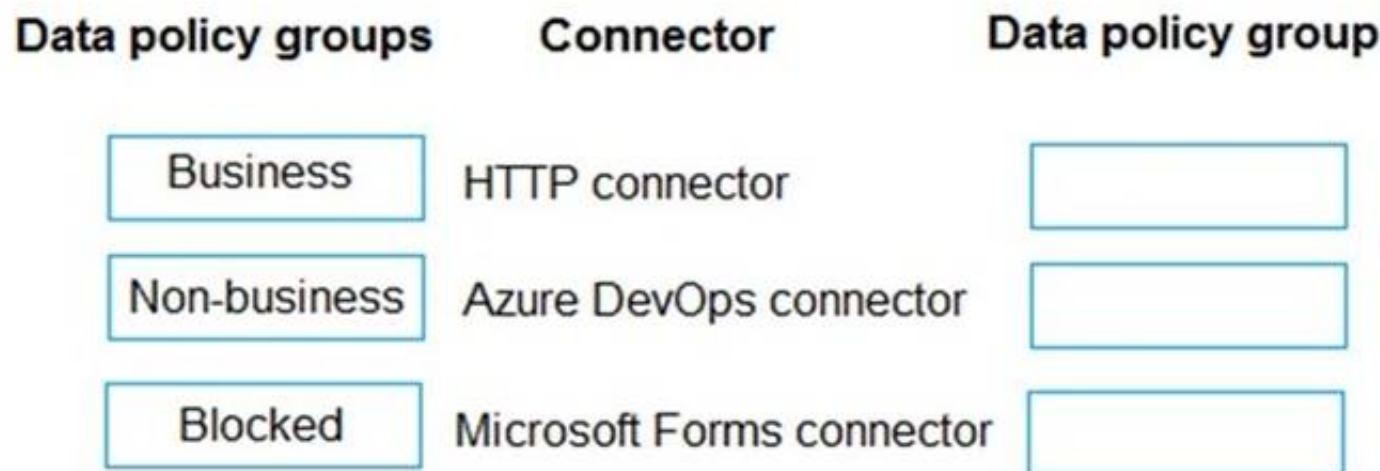 Data policy groups Connector Data policy group
Business HTTP connector
Non-business Azure DevOps connector
Blocked Microsoft Forms connector